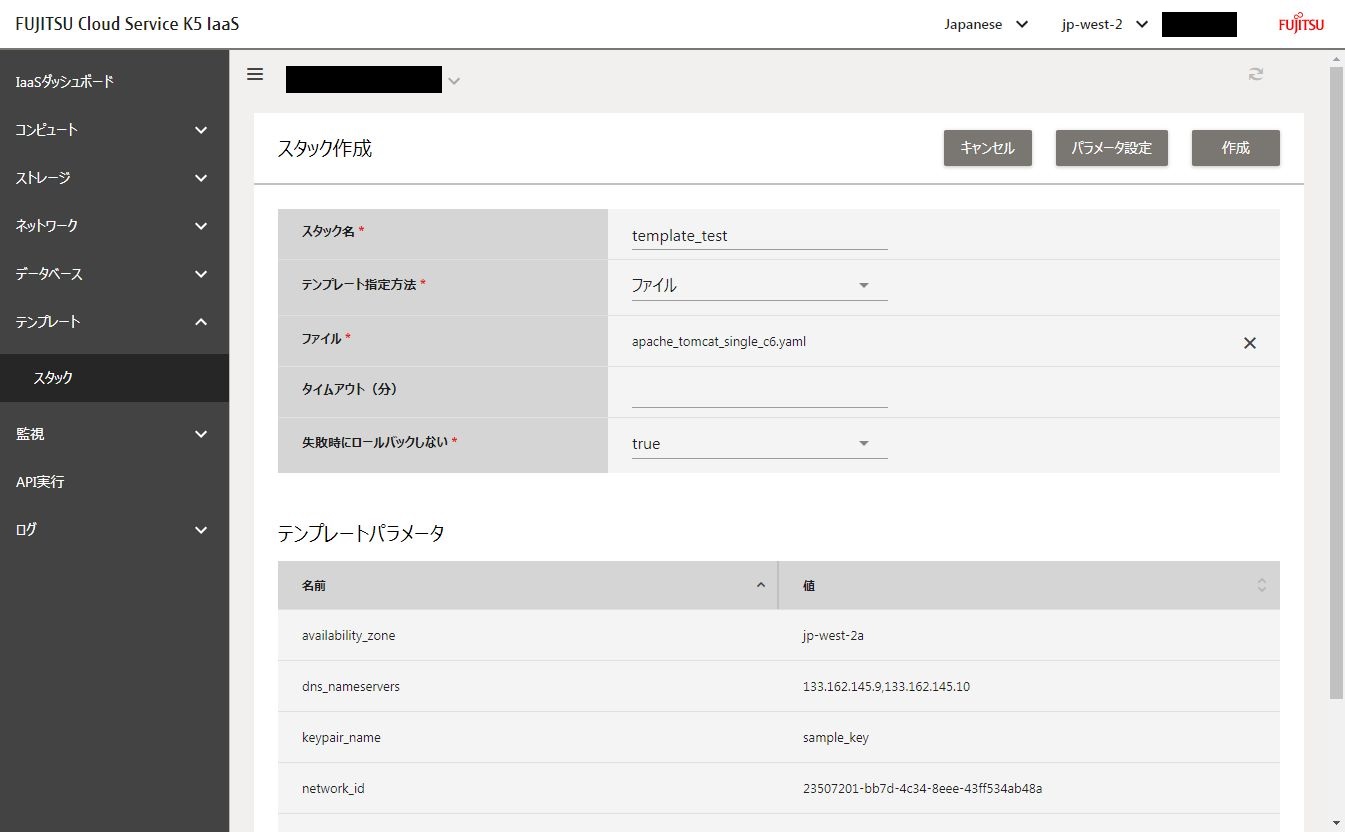 FUJITSU Cloud Service K5 IaaS
Japanese
jp-west-2
FUJITSU
IaaSダッシュボード
コンピュート
ストレージ
ネットワーク
データベース
テンプレート
スタック
監視
API実行
ログ
スタック作成
キャンセル
パラメータ設定
作成
スタック名 *
template_test
テンプレート指定方法 *
ファイル
ファイル *
apache_tomcat_single_c6.yaml
タイムアウト（分）
失敗時にロールバックしない *
true
テンプレートパラメータ
名前
値
availability_zone
jp-west-2a
dns_nameservers
133.162.145.9,133.162.145.10
keypair_name
sample_key
network_id
23507201-bb7d-4c34-8eee-43ff534ab48a